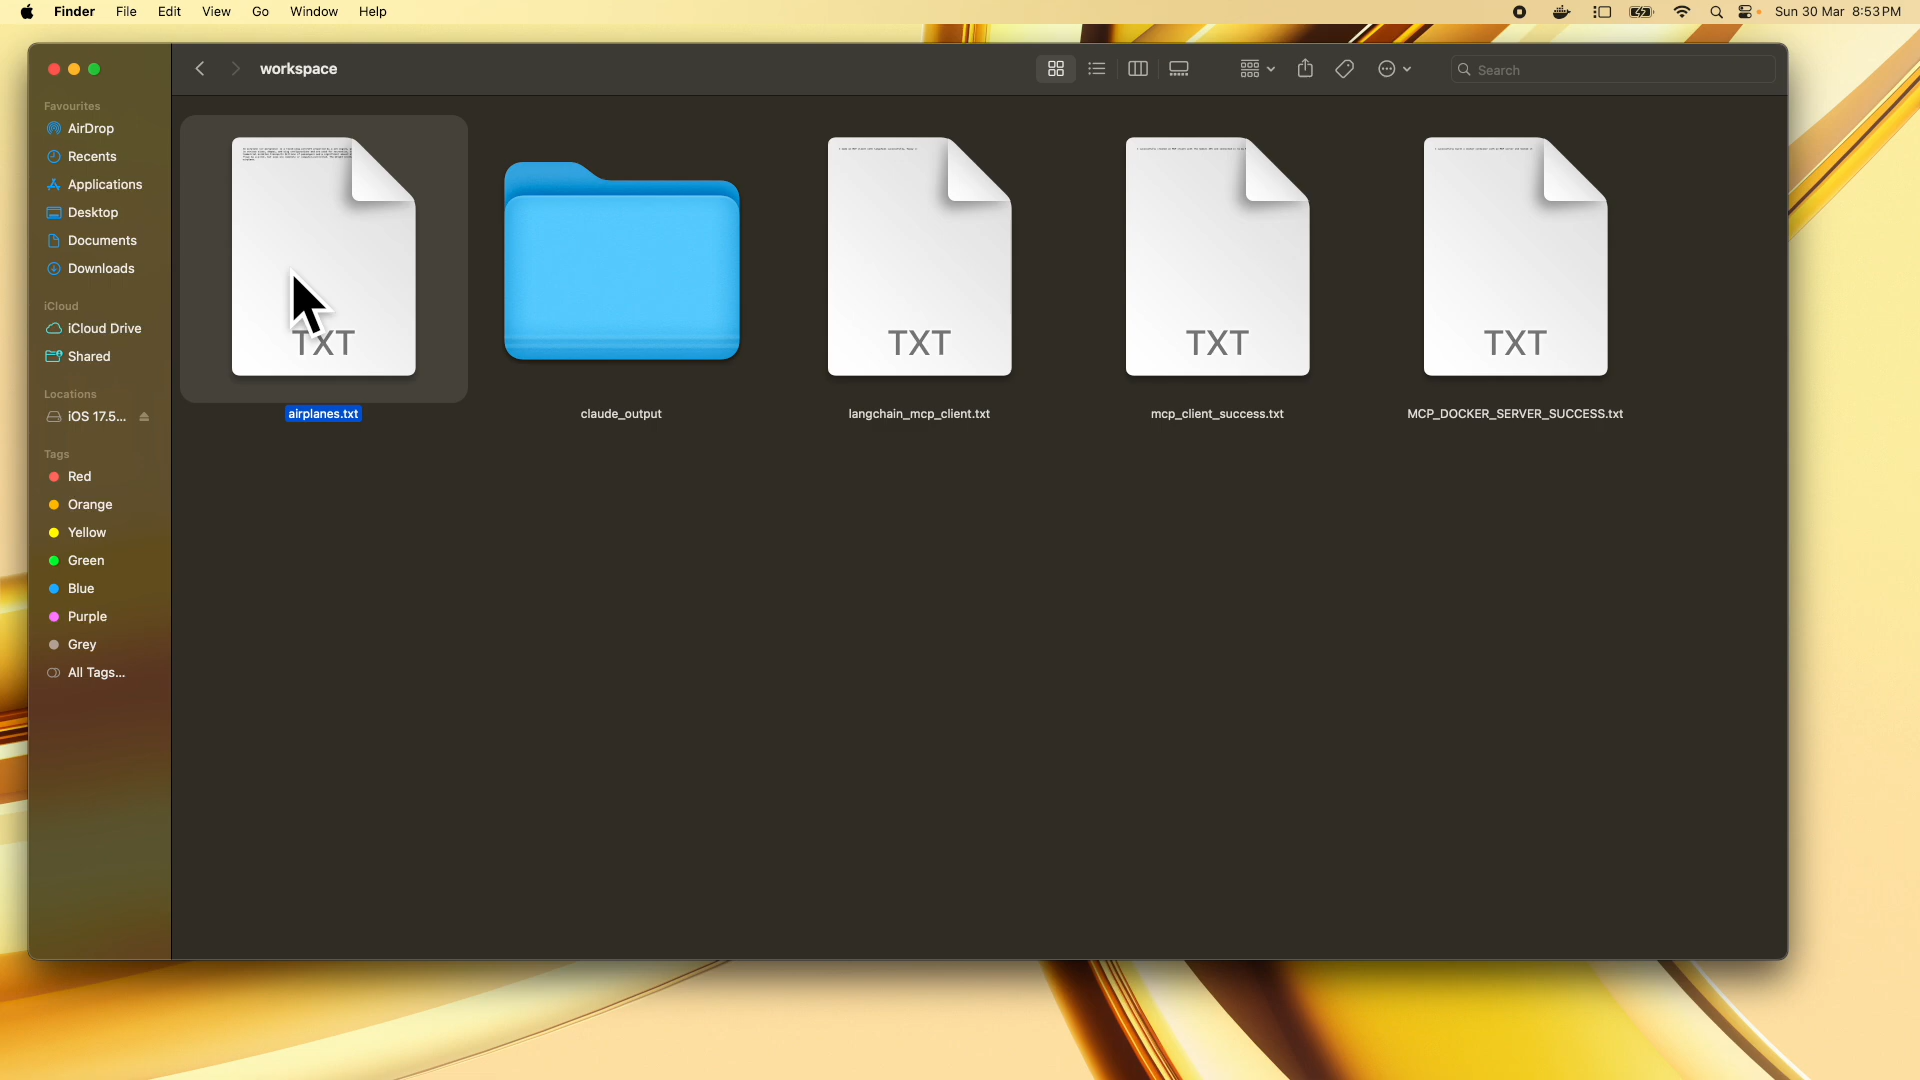 Finder File Edit View Go Window Help Sun 30 Mar 8:53 PM
workspace
Search
Favourites
AirDrop
Recents
Applications
Desktop
Documents
Downloads
iCloud
iCloud Drive
Shared
Locations
iOS 17.5...
Tags
Red
Orange
Yellow
Green
Blue
Purple
Grey
All Tags...
TXT TXT TXT TXT
airplanes.txt claude_output langchain_mcp_client.txt mcp_client_success.txt MCP_DOCKER_SERVER_SUCCESS.txt